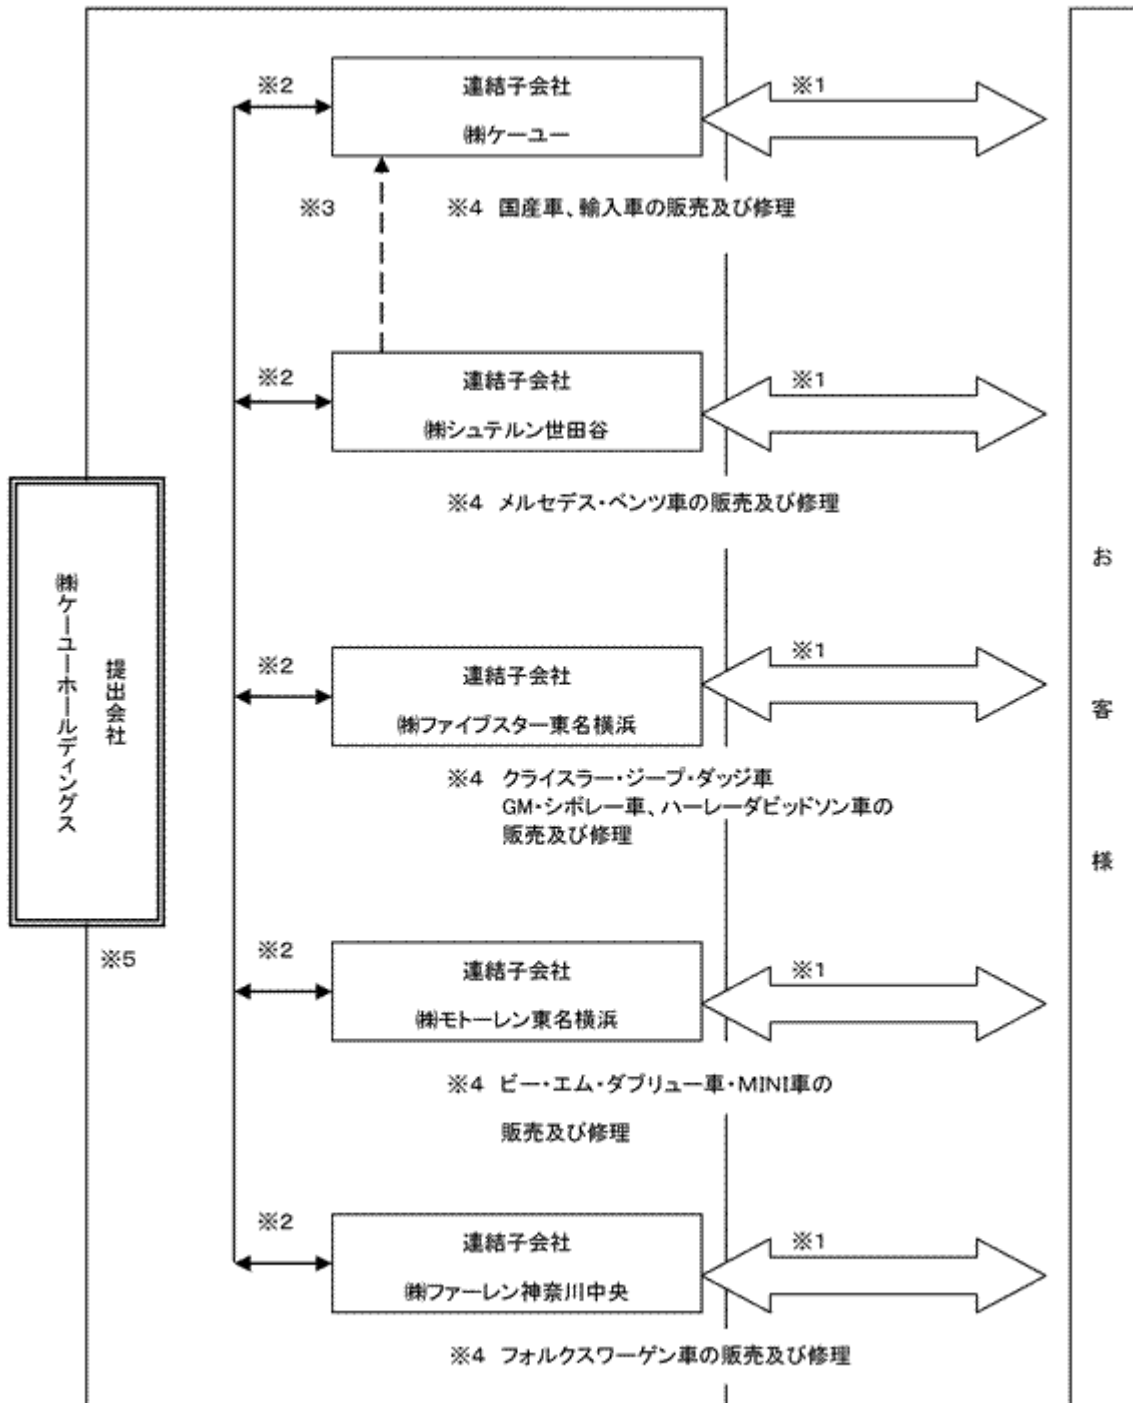 ※2
連結子会社
㈱ケーユー
※1
※3
※4 国産車、輸入車の販売及び修理
※2
連結子会社
㈱シュテルン世田谷
※1
※4 メルセデス・ベンツ車の販売及び修理
提出会社
㈱ケーユーホールディングス
お客様
※2
連結子会社
㈱ファイブスター東名横浜
※1
※4 クライスラー・ジープ・ダッジ車
GM・シボレー車、ハーレーダビッドソン車の
販売及び修理
※5
※2
連結子会社
㈱モトーレン東名横浜
※1
※4 ビー・エム・ダブリュー車・MINI車の
販売及び修理
※2
連結子会社
㈱ファーレン神奈川中央
※1
※4 フォルクスワーゲン車の販売及び修理